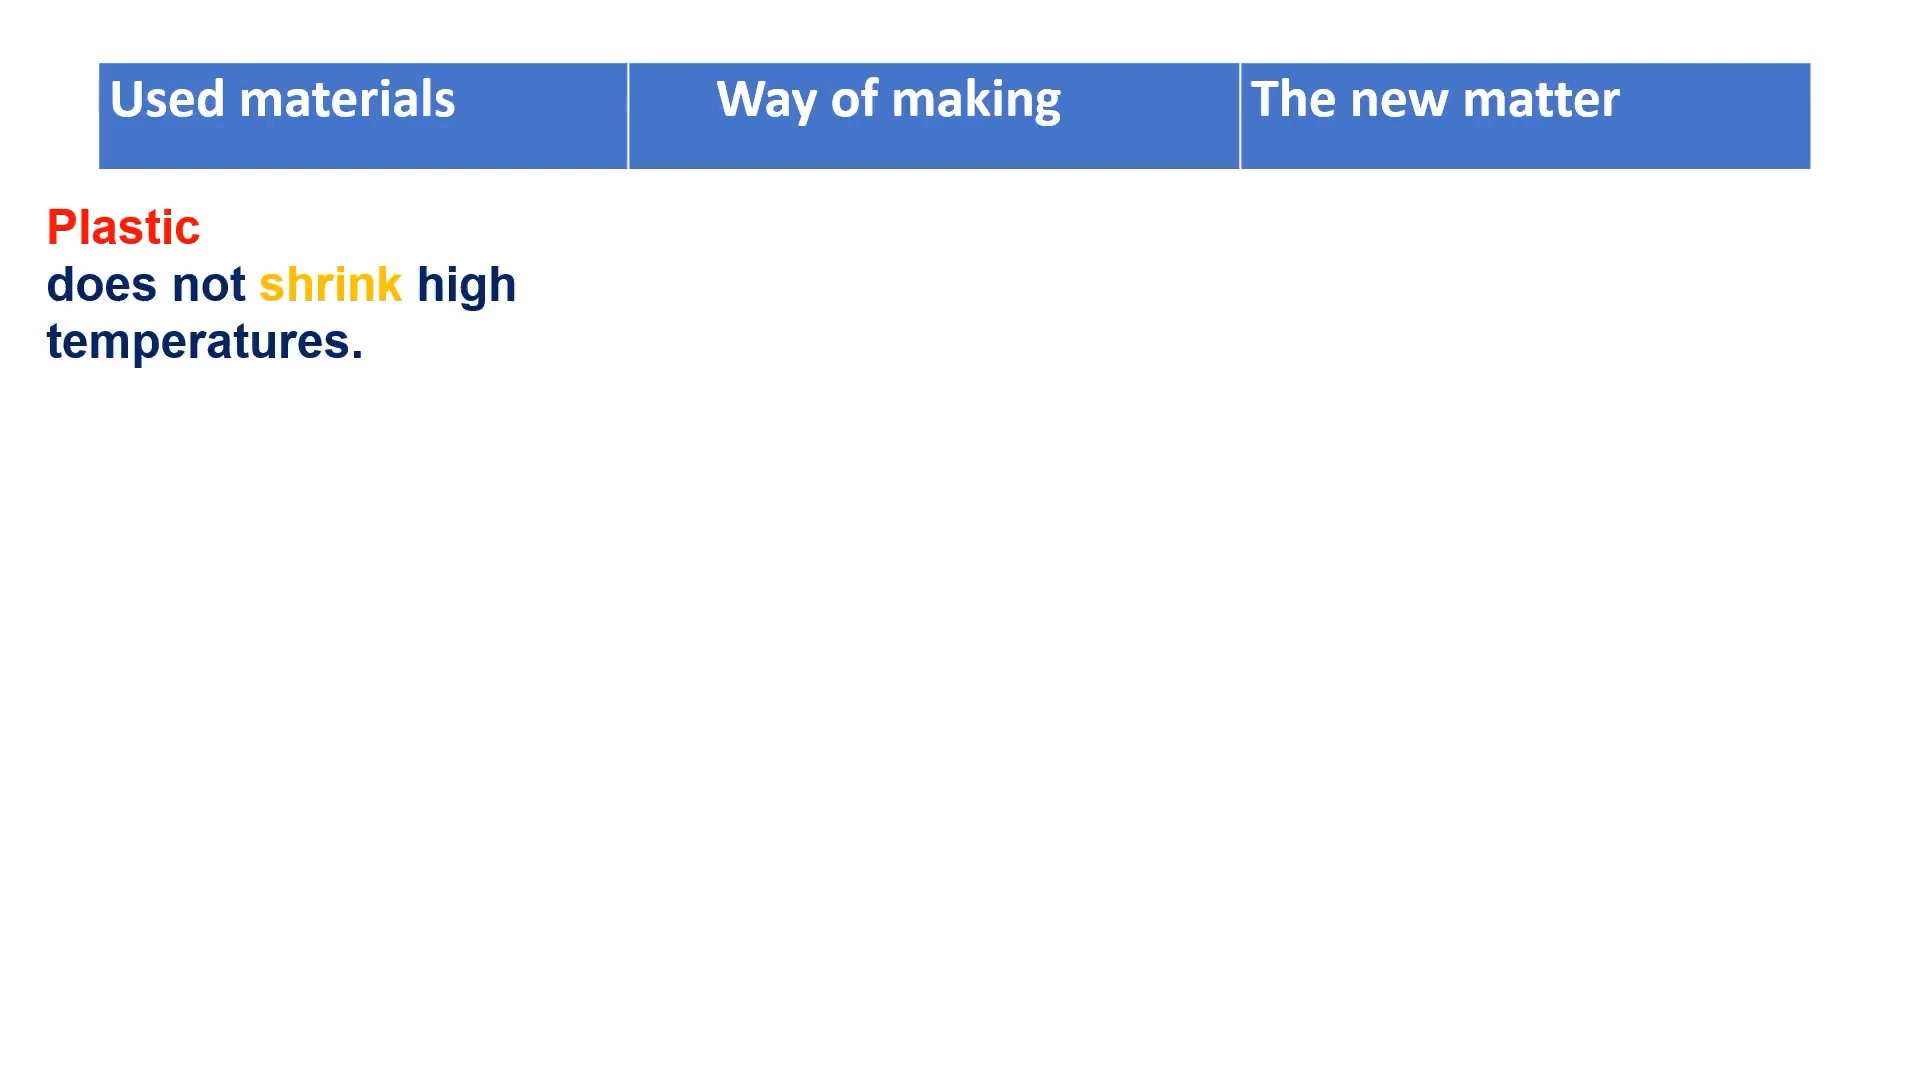 Used materials Way of making The new matter
Plastic
does not shrink high
temperatures.